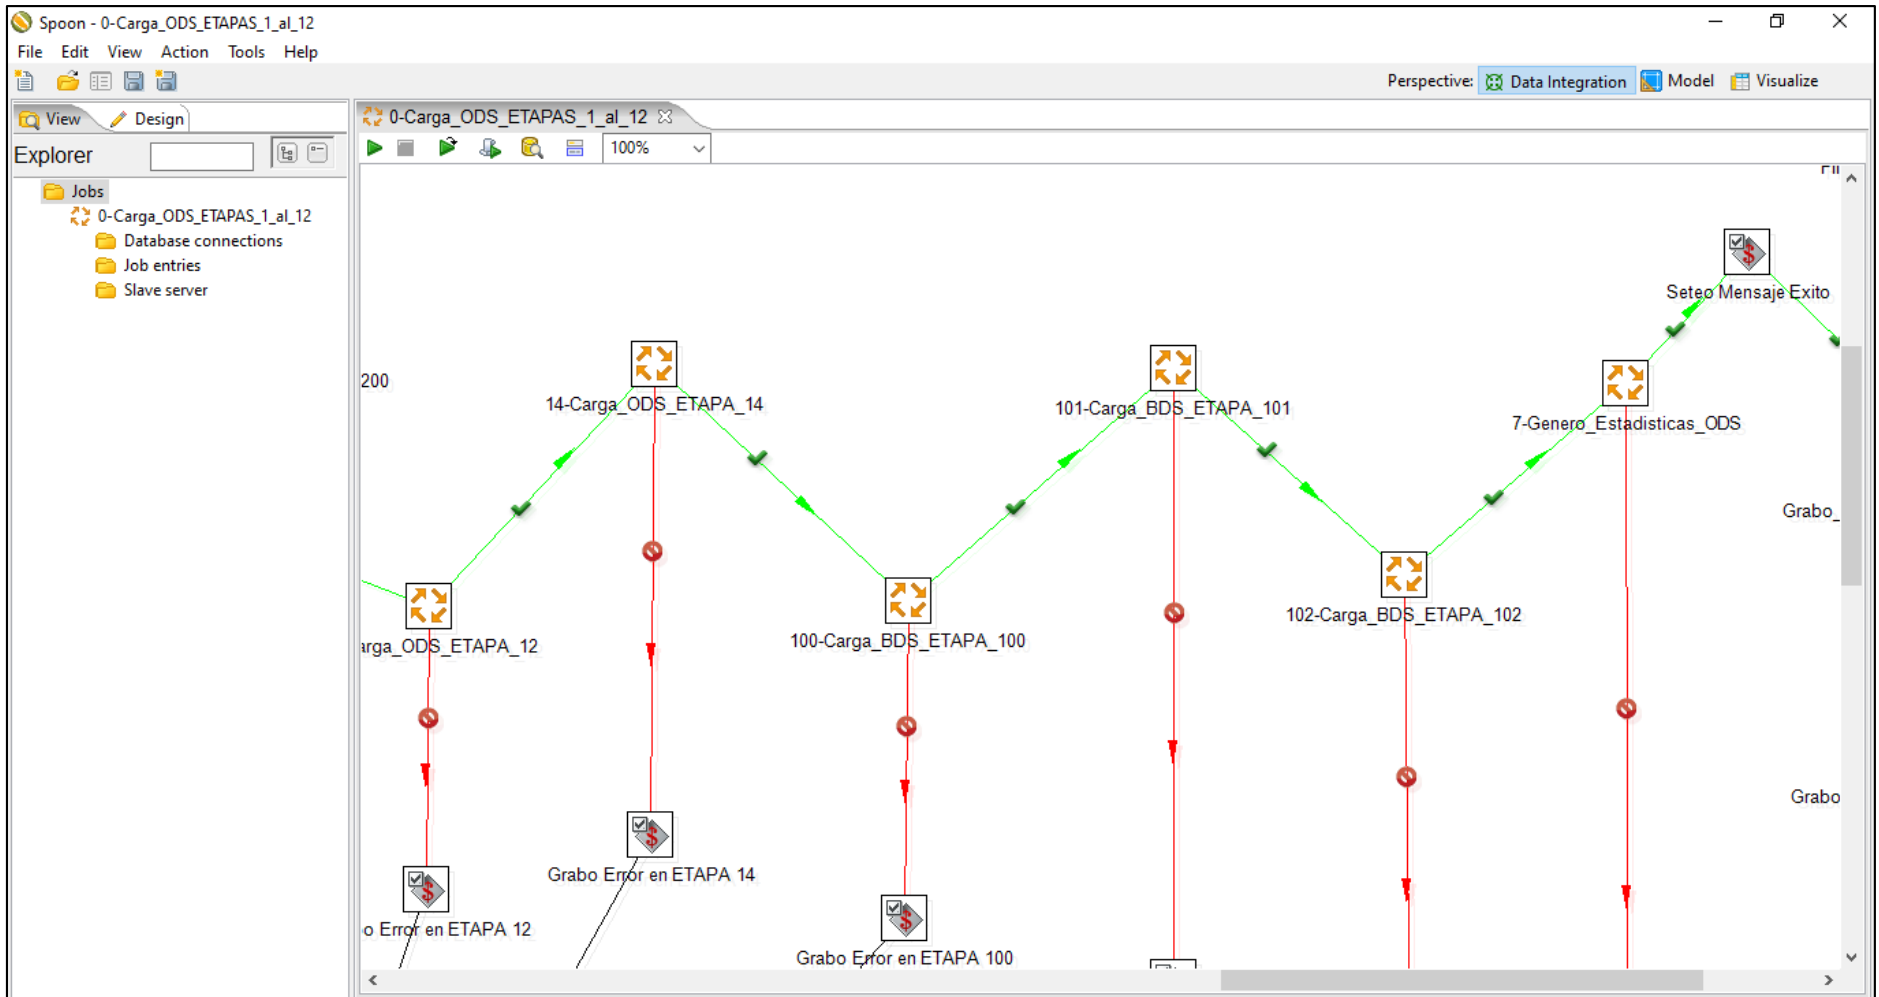 Spoon - 0-Carga_ODS_ETAPAS_1_al_12
File Edit View Action Tools Help
Perspective: Data Integration Model Visualize
View Design
0-Carga_ODS_ETAPAS_1_al_12
Explorer
100%
Jobs
0-Carga_ODS_ETAPAS_1_al_12
Database connections
Job entries
Slave server
Seteo Mensaje Exito
200
14-Carga_ODS_ETAPA_14
101-Carga_BDS_ETAPA_101
7-Genero_Estadisticas_ODS
Grabo_
102-Carga_BDS_ETAPA_102
arga_ODS_ETAPA_12
100-Carga_BDS_ETAPA_100
Grabo
Grabo Error en ETAPA 14
o Error en ETAPA 12
Grabo Error en ETAPA 100